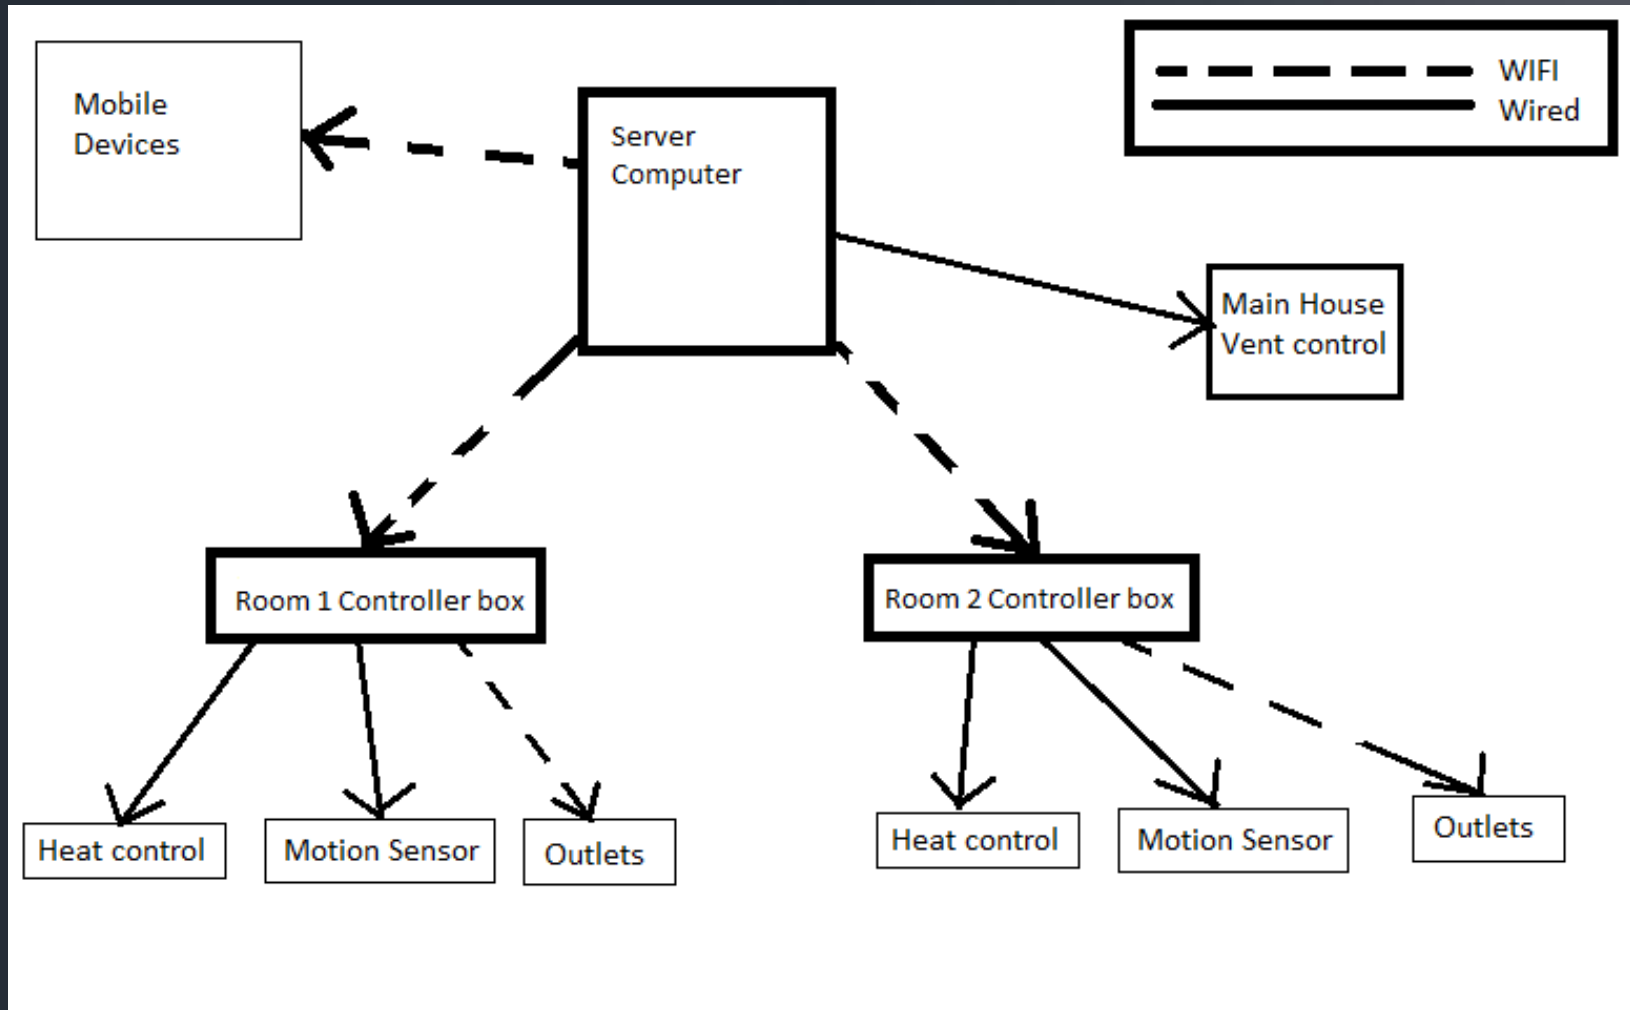 Mobile
Devices
Server
Computer
WIFI
Wired
Main House
Vent control
Room 1 Controller box
Room 2 Controller box
Heat control
Motion Sensor
Outlets
Heat control
Motion Sensor
Outlets